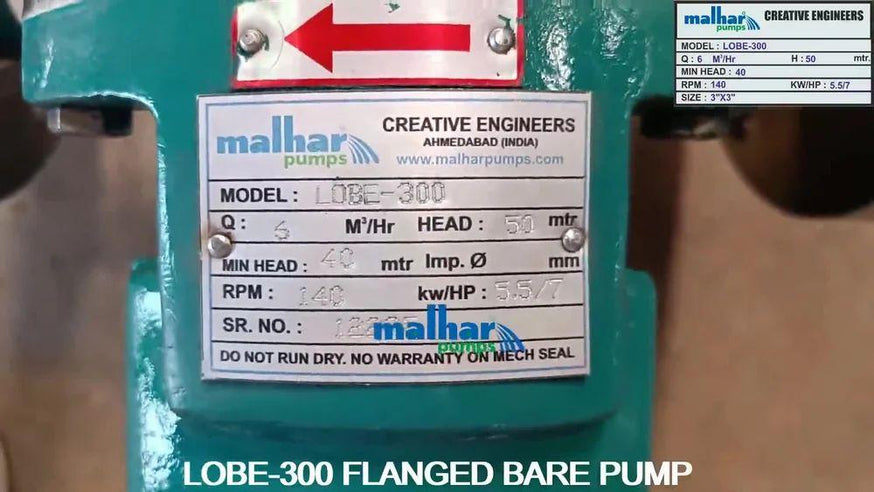 malhar pumps CREATIVE ENGINEERS
MODEL : LOBE-300
Q : 6 M³/Hr H : 50 mtr.
MIN HEAD : 40
RPM : 140 KW/HP : 5.5/7
SIZE : 3"X3"
malhar pumps
CREATIVE ENGINEERS
AHMEDABAD (INDIA)
www.malharpumps.com
MODEL : LOBE-300
Q : 6 M³/Hr HEAD : 50 mtr
MIN HEAD : 40 mtr Imp. Ø mm
RPM : 140 kw/HP : 5.5/7
SR. NO. :
malhar pumps
DO NOT RUN DRY. NO WARRANTY ON MECH SEAL
LOBE-300 FLANGED BARE PUMP